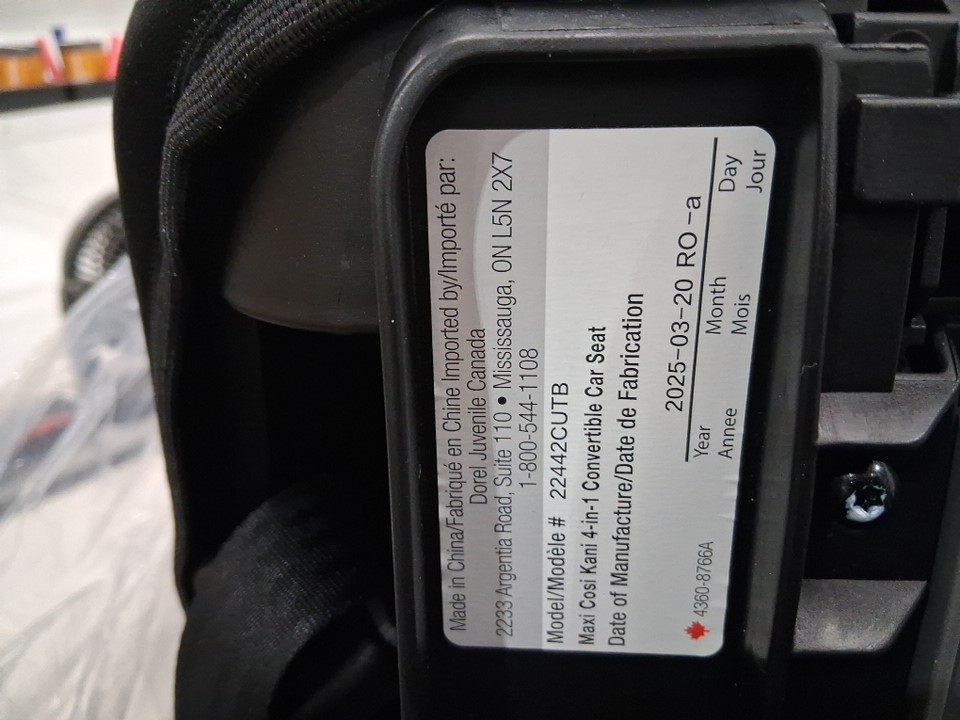 Made in China/Fabriqué en Chine Imported by/Importé par:
Dorel Juvenile Canada
2233 Argentia Road, Suite 110 • Mississauga, ON L5N 2X7
1-800-544-1108
Model/Modèle # 22442CUTB
Maxi Cosi Kani 4-in-1 Convertible Car Seat
Date of Manufacture/Date de Fabrication
2025-03-20 RO -a
Year Month Day
Annee Mois Jour
4360-8766A